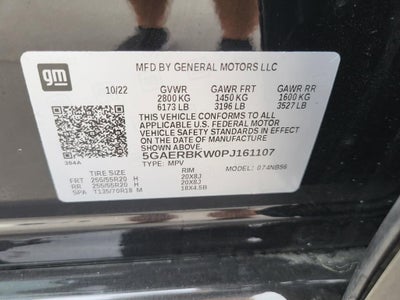 gm
MFD BY GENERAL MOTORS LLC
10/22 GVWR GAWR FRT GAWR RR
2800 KG 1450 KG 1600 KG
6173 LB 3196 LB 3527 LB
THIS VEHICLE CONFORMS TO ALL
APPLICABLE U.S. FEDERAL MOTOR
VEHICLE SAFETY STANDARDS IN EFFECT ON
THE DATE OF MANUFACTURE SHOWN ABOVE.
5GAERBKW0PJ161107
TYPE: MPV MODEL: 074NB56
384A
TIRE SIZE RIM
FRT 255/55R20 H 20X8J
RR 255/55R20 H 20X8J
SPA T135/70R18 M 18X4.5B